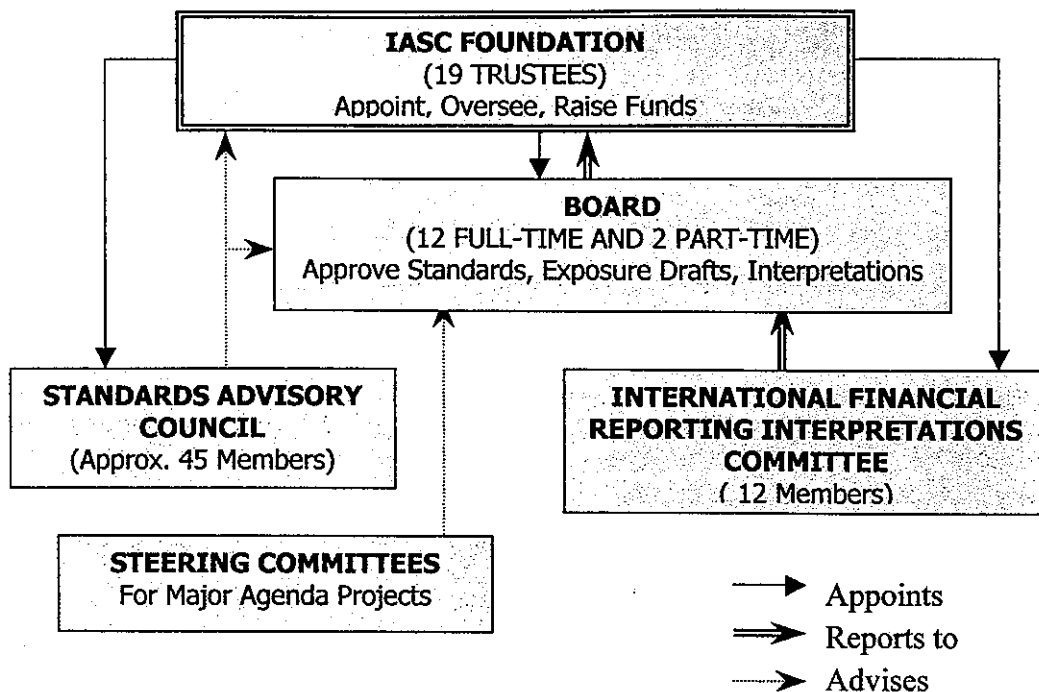 IASC FOUNDATION
(19 TRUSTEES)
Appoint, Oversee, Raise Funds
BOARD
(12 FULL-TIME AND 2 PART-TIME)
Approve Standards, Exposure Drafts, Interpretations
STANDARDS ADVISORY
COUNCIL
(Approx. 45 Members)
INTERNATIONAL FINANCIAL
REPORTING INTERPRETATIONS
COMMITTEE
( 12 Members)
STEERING COMMITTEES
For Major Agenda Projects
Appoints
Reports to
Advises